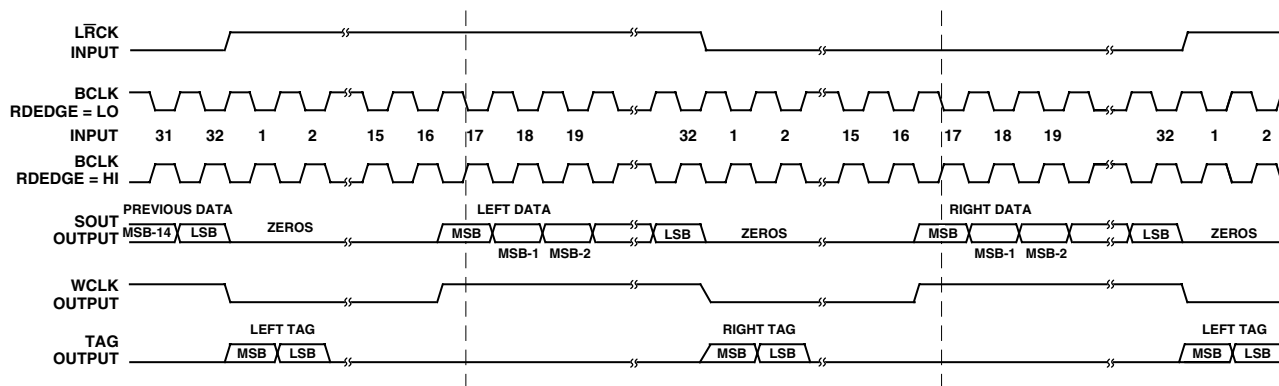 LRCK
INPUT
BCLK
RDEDGE = LO
INPUT 31 32 1 2 15 16 17 18 19 32 1 2 15 16 17 18 19 32 1 2
BCLK
RDEDGE = HI
PREVIOUS DATA LEFT DATA RIGHT DATA
SOUT
OUTPUT
MSB-14 LSB ZEROS MSB LSB ZEROS MSB LSB ZEROS
MSB-1 MSB-2 MSB-1 MSB-2
WCLK
OUTPUT
LEFT TAG RIGHT TAG LEFT TAG
TAG
OUTPUT
MSB LSB MSB LSB MSB LSB